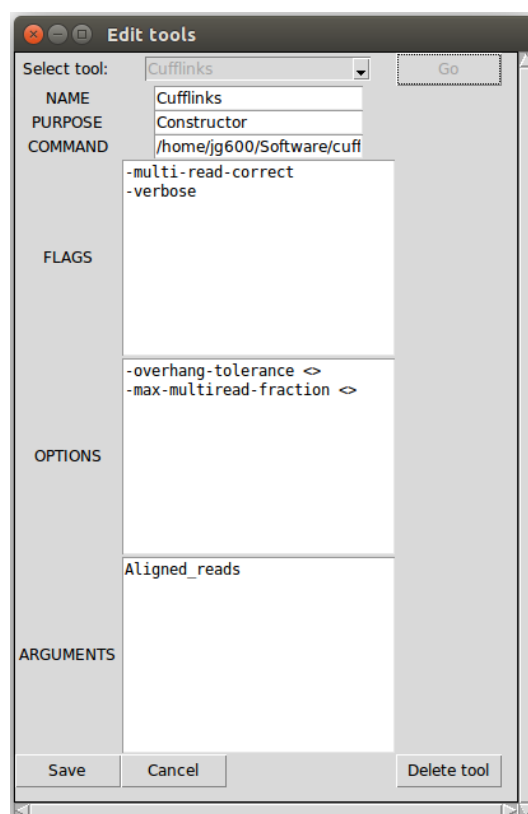 Edit tools
Select tool: Cufflinks Go
NAME Cufflinks
PURPOSE Constructor
COMMAND /home/jg600/Software/cuff
FLAGS
-multi-read-correct
-verbose
OPTIONS
-overhang-tolerance <>
-max-multiread-fraction <>
ARGUMENTS
Aligned_reads
Save Cancel Delete tool